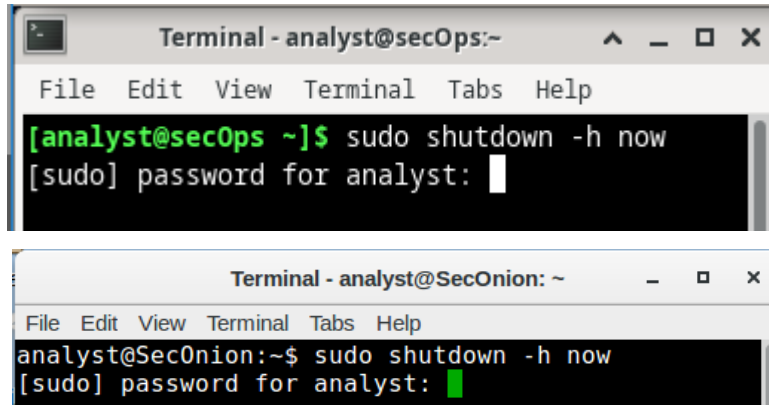 Terminal - analyst@secOps:~
File Edit View Terminal Tabs Help
[analyst@secOps ~]$ sudo shutdown -h now
[sudo] password for analyst:
Terminal - analyst@SecOnion: ~
File Edit View Terminal Tabs Help
analyst@SecOnion:~$ sudo shutdown -h now
[sudo] password for analyst: